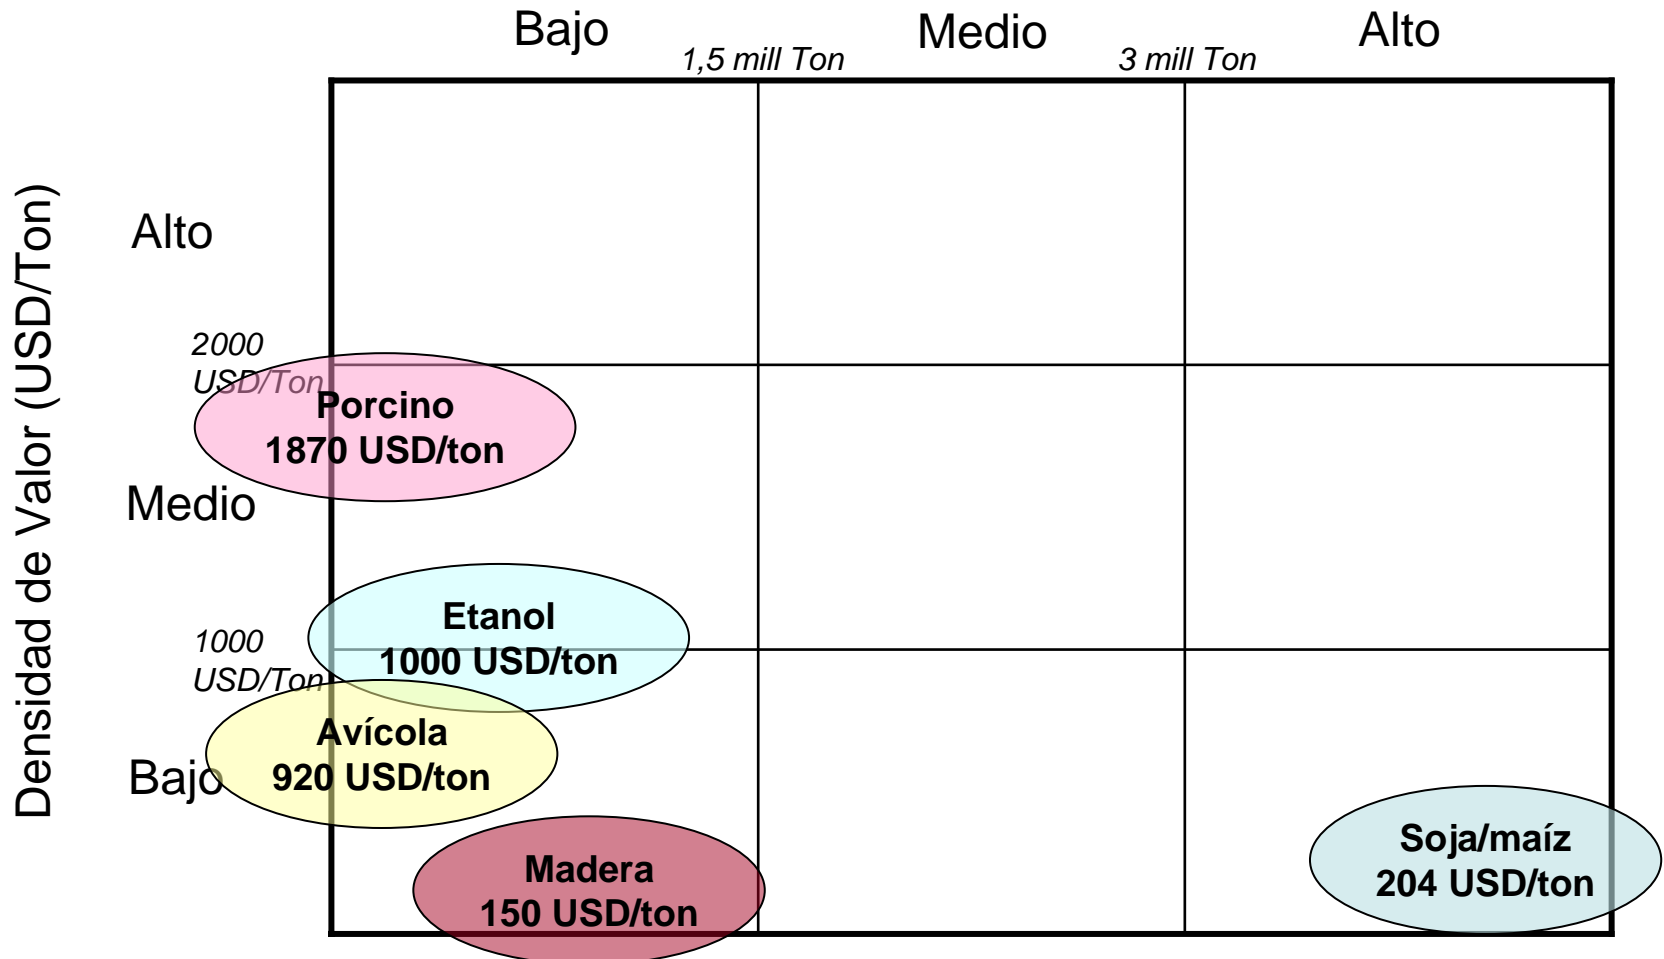 Bajo
Medio
Alto
1,5 mill Ton
3 mill Ton
Densidad de Valor (USD/Ton)
Alto
2000
USD/Ton
Porcino
1870 USD/ton
Medio
Etanol
1000 USD/ton
1000
USD/Ton
Avícola
920 USD/ton
Bajo
Madera
150 USD/ton
Soja/maíz
204 USD/ton